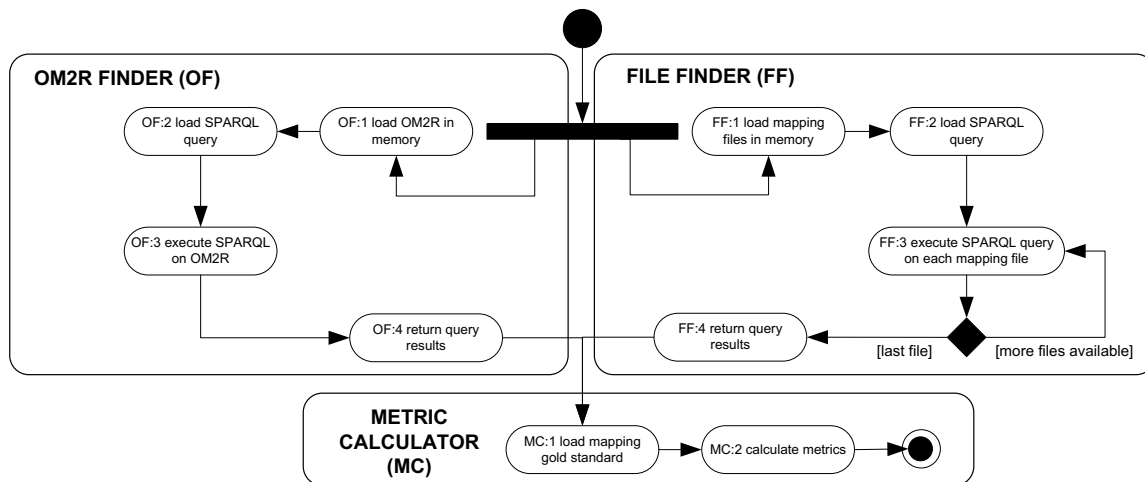 OM2R FINDER (OF)
OF:2 load SPARQL
query
OF:1 load OM2R in
memory
OF:3 execute SPARQL
on OM2R
OF:4 return query
results
FILE FINDER (FF)
FF:1 load mapping
files in memory
FF:2 load SPARQL
query
FF:3 execute SPARQL query
on each mapping file
FF:4 return query
results
[last file]
[more files available]
METRIC
CALCULATOR
(MC)
MC:1 load mapping
gold standard
MC:2 calculate metrics